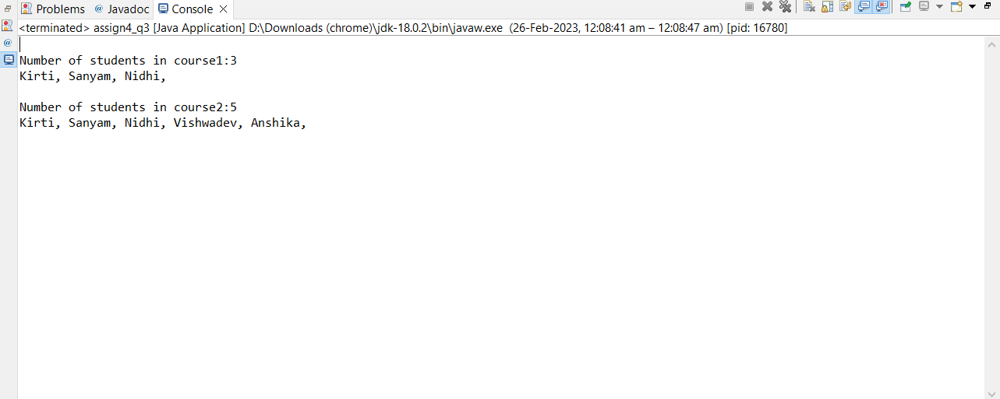 Problems @ Javadoc Console
<terminated> assign4_q3 [Java Application] D:\Downloads (chrome)\jdk-18.0.2\bin\javaw.exe (26-Feb-2023, 12:08:41 am – 12:08:47 am) [pid: 16780]
Number of students in course1:3
Kirti, Sanyam, Nidhi,
Number of students in course2:5
Kirti, Sanyam, Nidhi, Vishwadev, Anshika,